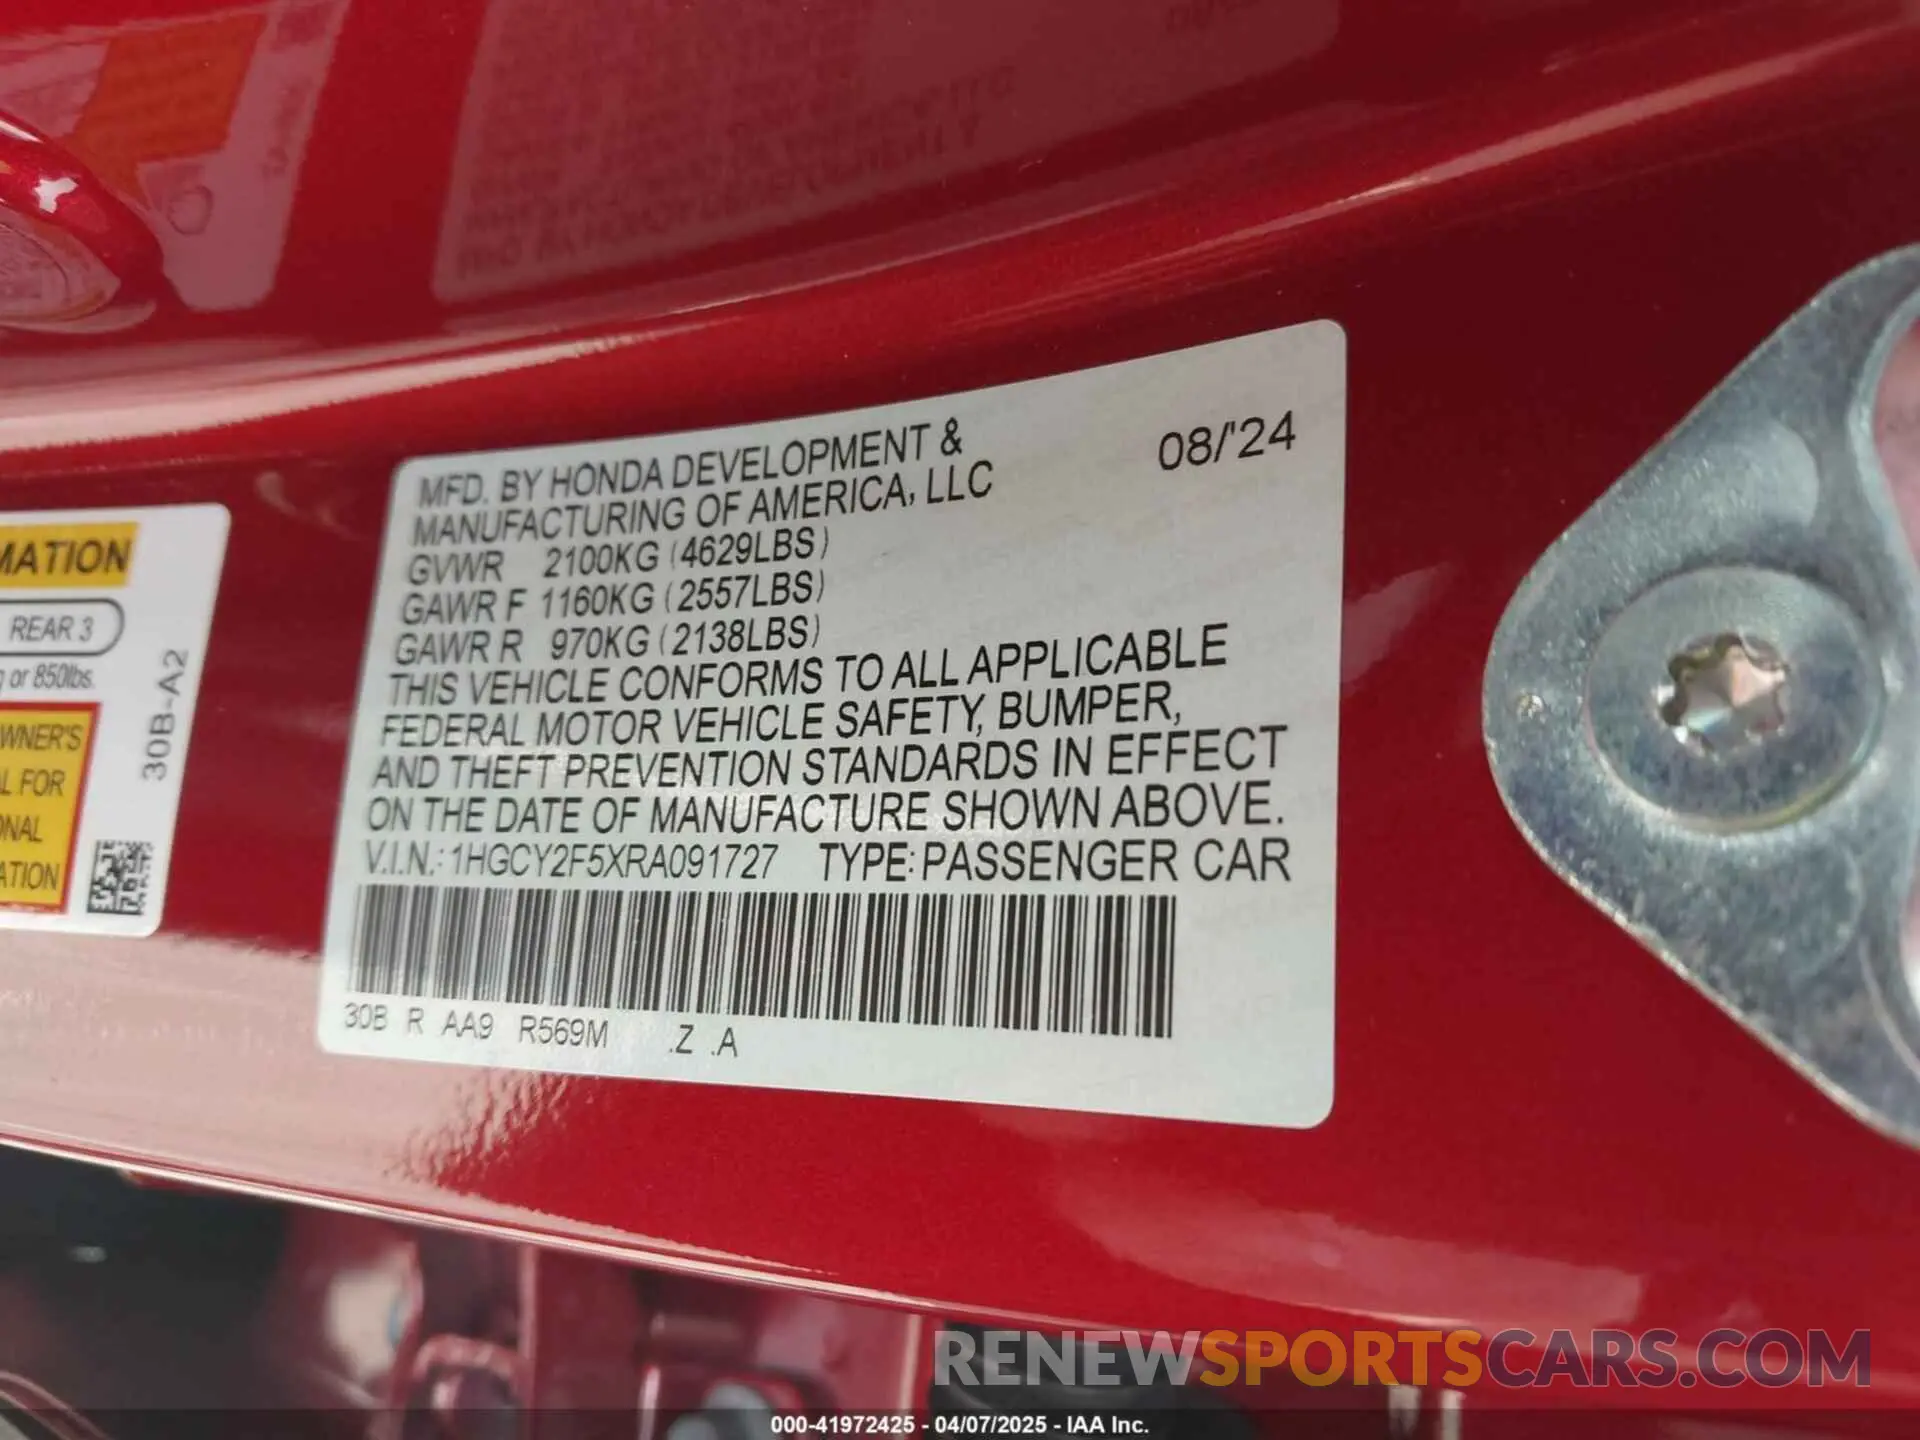 MFD. BY HONDA DEVELOPMENT &
MANUFACTURING OF AMERICA, LLC
08/'24
GVWR 2100KG (4629LBS)
GAWR F 1160KG (2557LBS)
GAWR R 970KG (2138LBS)
THIS VEHICLE CONFORMS TO ALL APPLICABLE
FEDERAL MOTOR VEHICLE SAFETY, BUMPER,
AND THEFT PREVENTION STANDARDS IN EFFECT
ON THE DATE OF MANUFACTURE SHOWN ABOVE.
V.I.N.: 1HGCY2F5XRA091727 TYPE: PASSENGER CAR
30B R AA9 R569M .Z .A
MATION
REAR 3
or 850lbs.
WNER'S
L FOR
ONAL
ATION
30B-A2
RENEWSPORTSCARS.COM
000-41972425 - 04/07/2025 - IAA Inc.